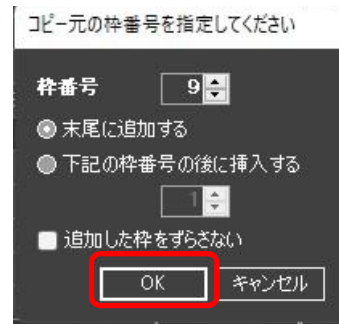 コピー元の枠番号を指定してください
枠番号 9
末尾に追加する
下記の枠番号の後に挿入する
1
追加した枠をずらさない
OK キャンセル